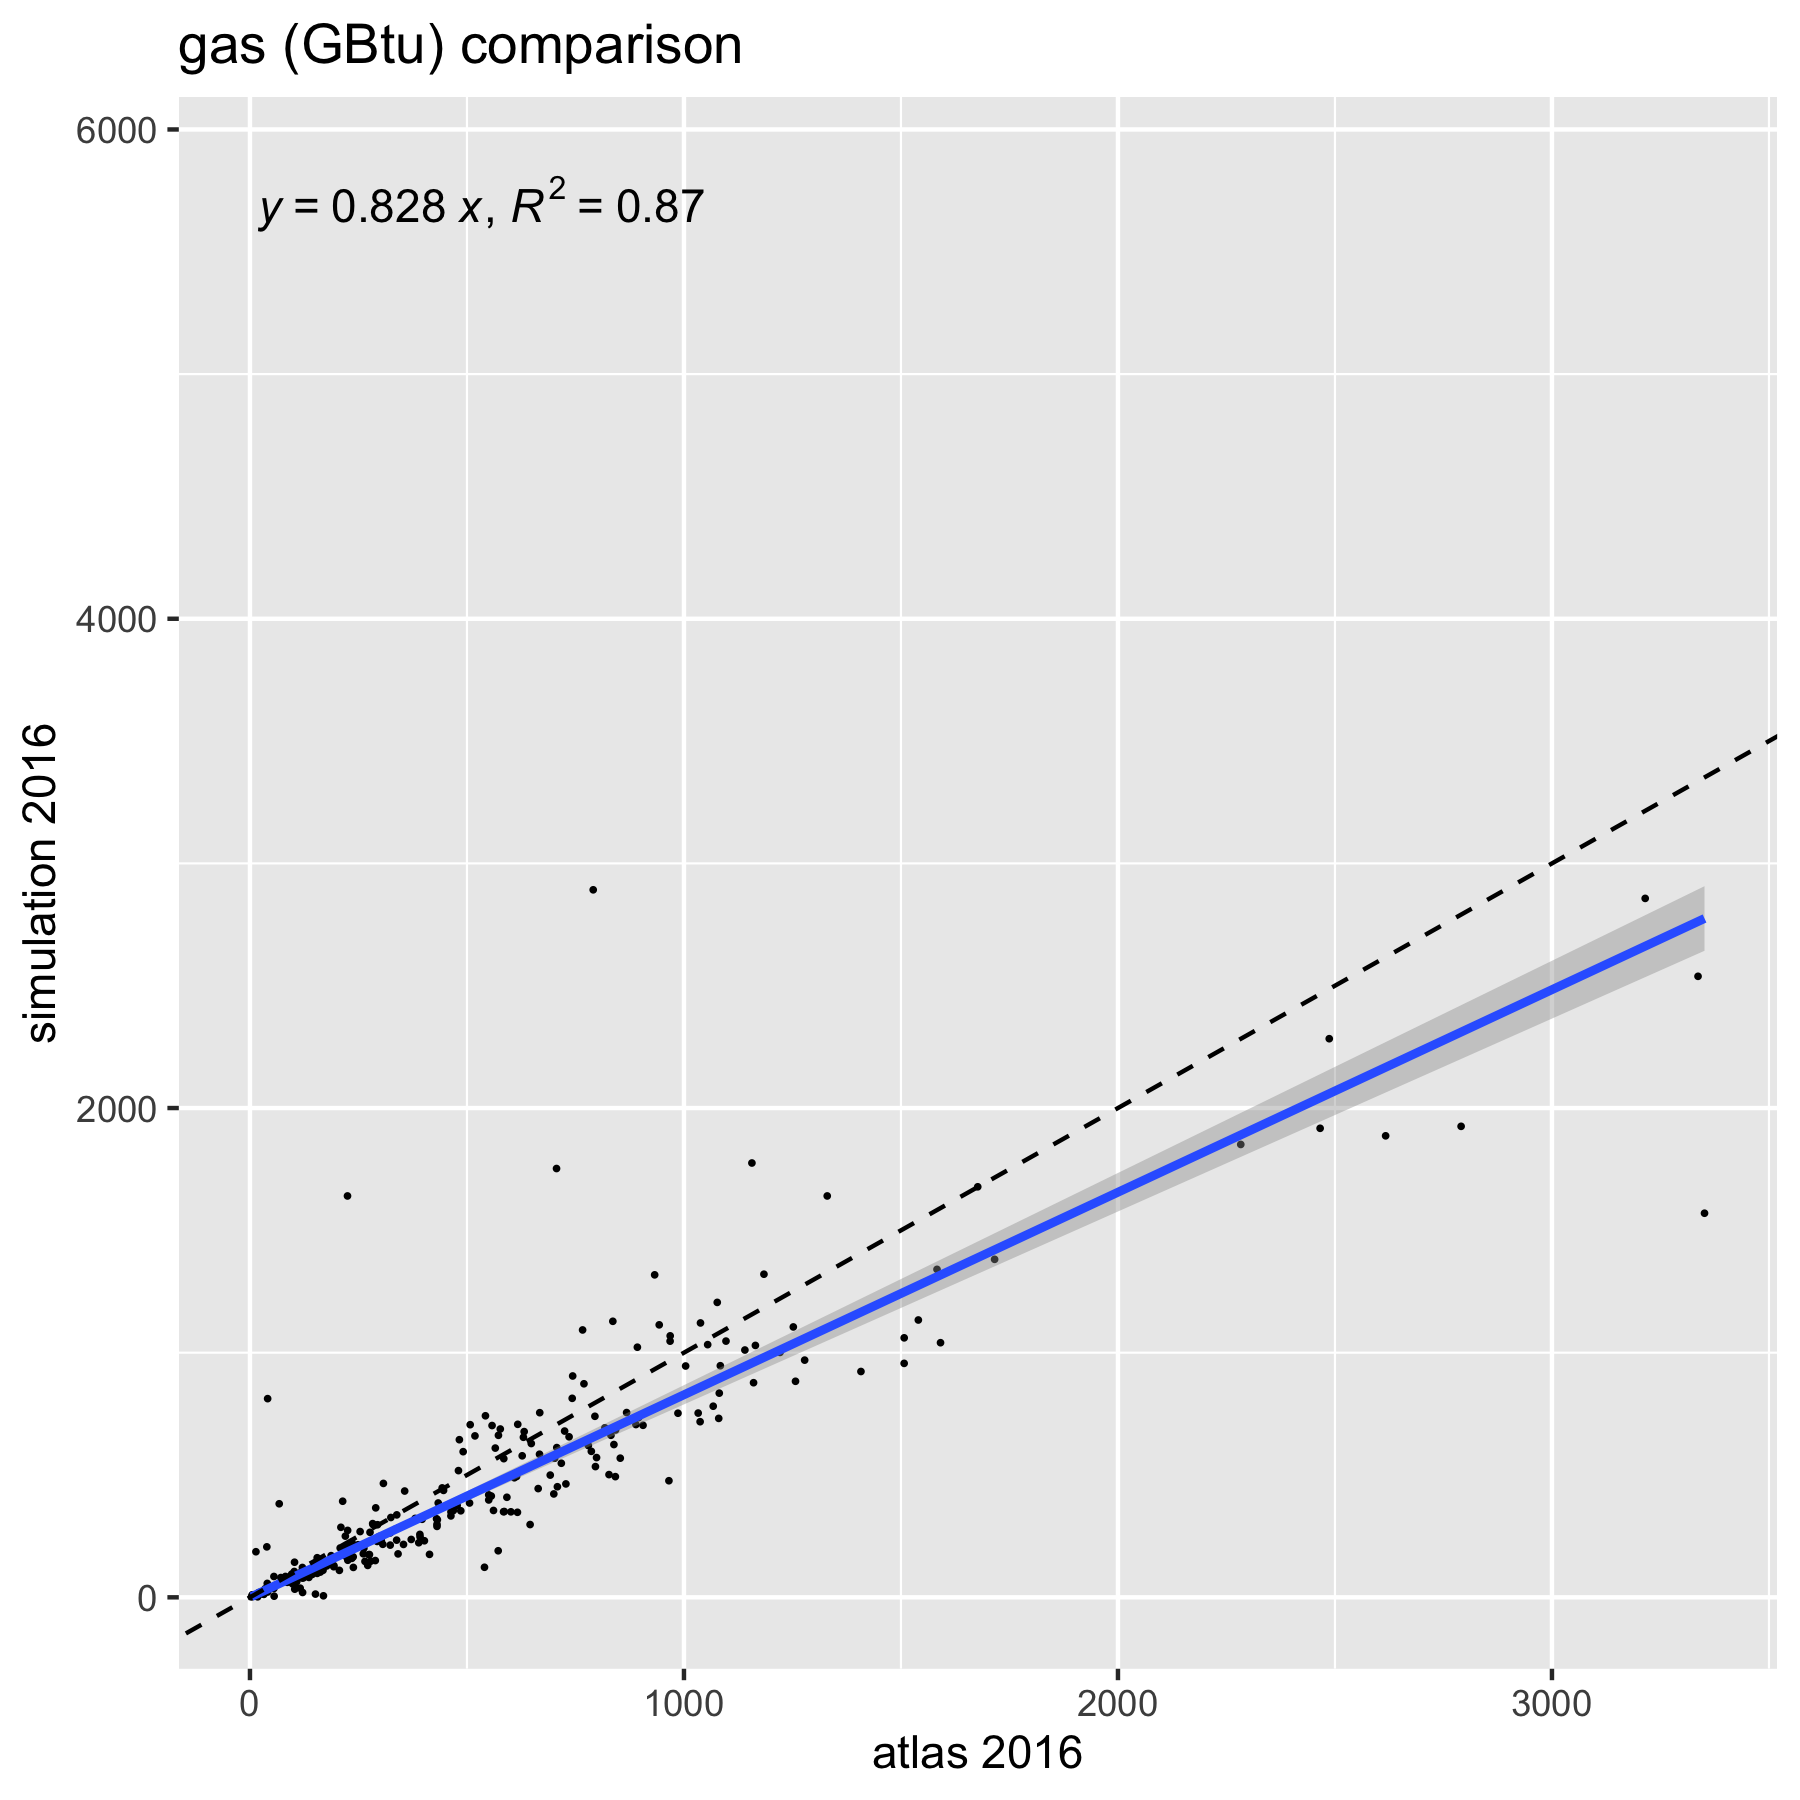 gas (GBtu) comparison
y = 0.828 x, R² = 0.87
6000
4000
2000
0
simulation 2016
0 1000 2000 3000
atlas 2016